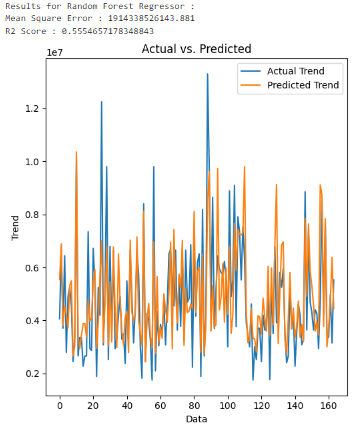 Results for Random Forest Regressor :
Mean Square Error : 1914338526143.881
R2 Score : 0.5554657178348843
Actual vs. Predicted
1e7
Actual Trend
Predicted Trend
1.2
1.0
0.8
0.6
0.4
0.2
Trend
0 20 40 60 80 100 120 140 160
Data